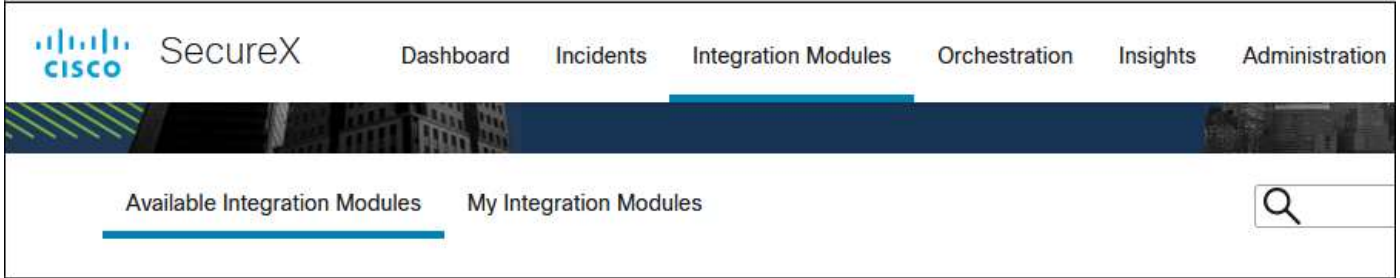 CISCO SecureX Dashboard Incidents Integration Modules Orchestration Insights Administration
Available Integration Modules My Integration Modules